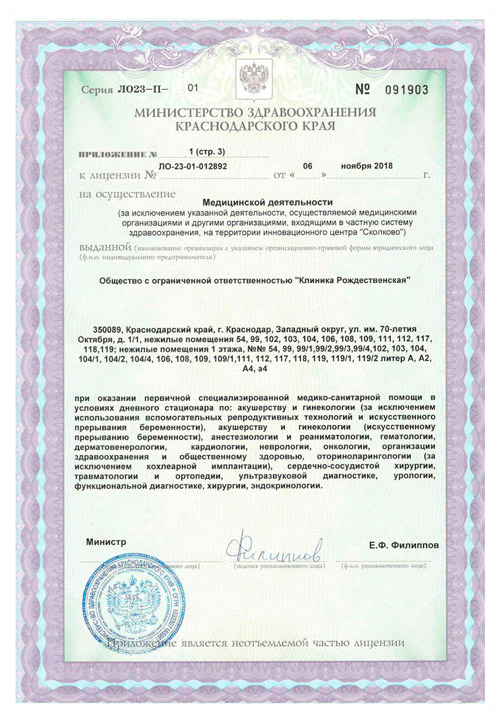 Серия ЛО23-П- 01 № 091903
МИНИСТЕРСТВО ЗДРАВООХРАНЕНИЯ
КРАСНОДАРСКОГО КРАЯ
ПРИЛОЖЕНИЕ № 1 (стр. 3)
к лицензии № ЛО-23-01-012892 от « 06 » ноября 2018 г.
на осуществление
Медицинской деятельности
(за исключением указанной деятельности, осуществляемой медицинскими
организациями и другими организациями, входящими в частную систему
здравоохранения, на территории инновационного центра "Сколково")
выданной (наименование организации с указанием организационно-правовой формы юридического лица
(ф.и.о. индивидуального предпринимателя)
Общество с ограниченной ответственностью "Клиника Рождественская"
350089, Краснодарский край, г. Краснодар, Западный округ, ул. им. 70-летия
Октября, д. 1/1, нежилые помещения 54, 99, 102, 103, 104, 106, 108, 109, 111, 112, 117,
118,119; нежилые помещения 1 этажа, №№ 54, 99, 99/1,99/2,99/3,99/4,102, 103, 104,
104/1, 104/2, 104/4, 106, 108, 109, 109/1,111, 112, 117, 118, 119, 119/1, 119/2 литер А, А2,
А4, а4
при оказании первичной специализированной медико-санитарной помощи в
условиях дневного стационара по: акушерству и гинекологии (за исключением
использования вспомогательных репродуктивных технологий и искусственного
прерывания беременности), акушерству и гинекологии (искусственному
прерыванию беременности), анестезиологии и реаниматологии, гематологии,
дерматовенерологии, кардиологии, неврологии, онкологии, организации
здравоохранения и общественному здоровью, оториноларингологии (за
исключением кохлеарной имплантации), сердечно-сосудистой хирургии,
травматологии и ортопедии, ультразвуковой диагностике, урологии,
функциональной диагностике, хирургии, эндокринологии.
Министр Филиппов Е.Ф. Филиппов
(подпись уполномоченного лица) (ф.и.о. уполномоченного лица)
Приложение является неотъемлемой частью лицензии